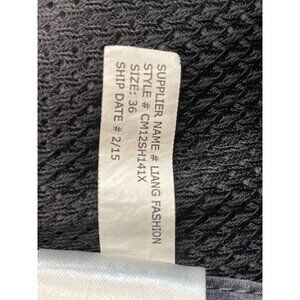 SUPPLIER NAME # LIANG FASHION
STYLE # CM12SH141X
SIZE: 36
SHIP DATE # 2/15